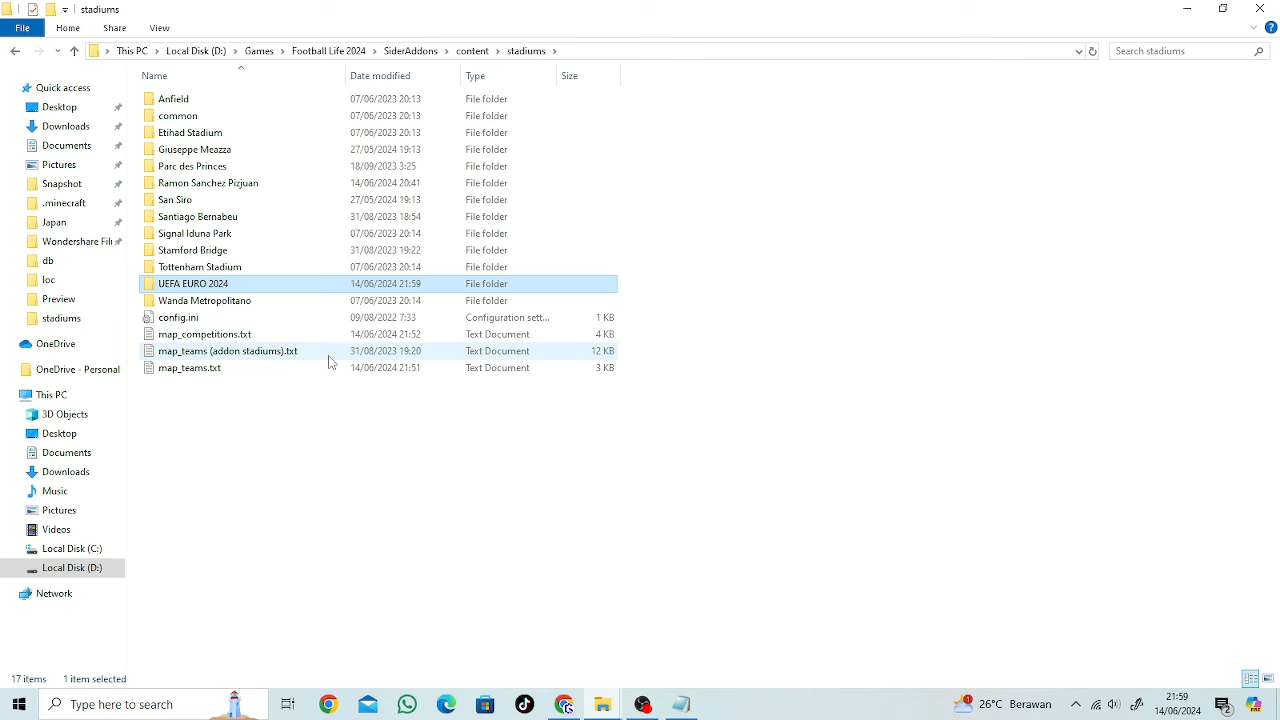 stadiums
File
Home
Share
View
This PC
Local Disk (D:)
Games
Football Life 2024
SiderAddons
content
stadiums
Search stadiums
Name
Date modified
Type
Size
Quick access
Desktop
Downloads
Documents
Pictures
Snapshot
.minecraft
Japan
Wondershare Fil
db
loc
Preview
stadiums
OneDrive
OneDrive - Personal
This PC
3D Objects
Desktop
Documents
Downloads
Music
Pictures
Videos
Local Disk (C:)
Local Disk (D:)
Network
Anfield 07/06/2023 20:13 File folder
common 07/06/2023 20:13 File folder
Etihad Stadium 07/06/2023 20:13 File folder
Giuseppe Meazza 27/05/2024 19:13 File folder
Parc des Princes 18/09/2023 3:25 File folder
Ramon Sanchez Pizjuan 14/06/2024 20:41 File folder
San Siro 27/05/2024 19:13 File folder
Santiago Bernabeu 31/08/2023 18:54 File folder
Signal Iduna Park 07/06/2023 20:14 File folder
Stamford Bridge 31/08/2023 19:22 File folder
Tottenham Stadium 07/06/2023 20:14 File folder
UEFA EURO 2024 14/06/2024 21:59 File folder
Wanda Metropolitano 07/06/2023 20:14 File folder
config.ini 09/08/2022 7:33 Configuration sett... 1 KB
map_competitions.txt 14/06/2024 21:52 Text Document 4 KB
map_teams (addon stadiums).txt 31/08/2023 19:20 Text Document 12 KB
map_teams.txt 14/06/2024 21:51 Text Document 3 KB
17 items
1 item selected
Type here to search
26°C Berawan
21:59
14/06/2024